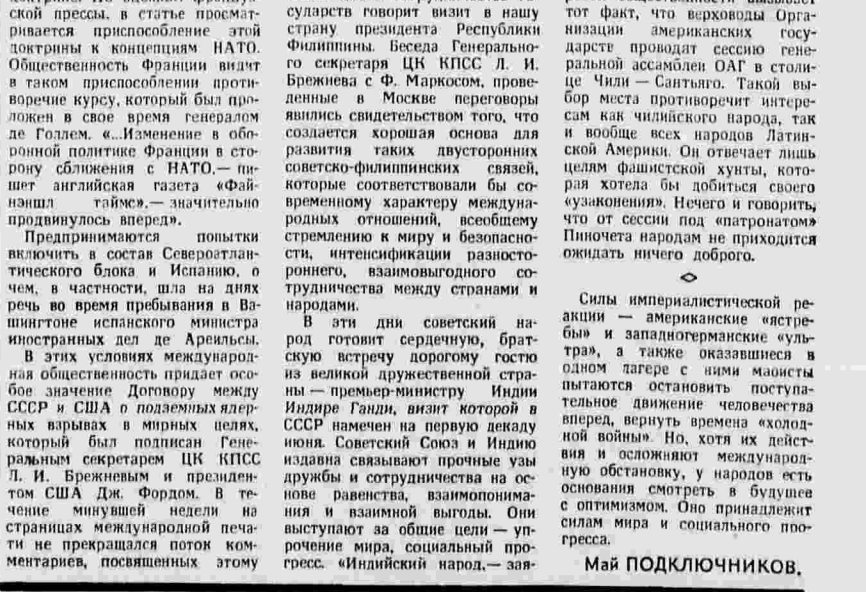 ской прессы, в статье просмат-
ривается приспособление этой
доктрины к концепциям НАТО.
Общественность Франции видит
в таком приспособлении проти-
воречие курсу, который был про-
ложен в свое время генералом
де Голлем. «...Изменение в обо-
ронной политике Франции в сто-
рону сближения с НАТО,— пи-
шет английская газета «Фай-
нэншл таймс»,— значительно
продвинулось вперед».
Предпринимаются попытки
включить в состав Североатлан-
тического блока и Испанию, о
чем, в частности, шла на днях
речь во время пребывания в Ва-
шингтоне испанского министра
иностранных дел де Ареильсы.
В этих условиях международ-
ная общественность придает осо-
бое значение Договору между
СССР и США о подземных ядер-
ных взрывах в мирных целях,
который был подписан Гене-
ральным секретарем ЦК КПСС
Л. И. Брежневым и президен-
том США Дж. Фордом. В те-
чение минувшей недели на
страницах международной печа-
ти не прекращался поток ком-
ментариев, посвященных этому
сударств говорит визит в нашу
страну президента Республики
Филиппины. Беседа Генерально-
го секретаря ЦК КПСС Л. И.
Брежнева с Ф. Маркосом, прове-
денные в Москве переговоры
явились свидетельством того, что
создается хорошая основа для
развития таких двусторонних
советско-филиппинских связей,
которые соответствовали бы со-
временному характеру междуна-
родных отношений, всеобщему
стремлению к миру и безопасно-
сти, интенсификации разносто-
роннего, взаимовыгодного со-
трудничества между странами и
народами.
В эти дни советский на-
род готовит сердечную, брат-
скую встречу дорогому гостю
из великой дружественной стра-
ны — премьер-министру Индии
Индире Ганди, визит которой в
СССР намечен на первую декаду
июня. Советский Союз и Индию
издавна связывают прочные узы
дружбы и сотрудничества на ос-
нове равенства, взаимопонима-
ния и взаимной выгоды. Они
выступают за общие цели — уп-
рочение мира, социальный про-
гресс. «Индийский народ,— зая-
тот факт, что верховоды Орга-
низации американских госу-
дарств проводят сессию гене-
ральной ассамблеи ОАГ в столи-
це Чили — Сантьяго. Такой вы-
бор места противоречит интере-
сам как чилийского народа, так
и вообще всех народов Латин-
ской Америки. Он отвечает лишь
целям фашистской хунты, кото-
рая хотела бы добиться своего
«узаконения». Нечего и говорить,
что от сессии под «патронатом»
Пиночета народам не приходится
ожидать ничего доброго.
Силы империалистической ре-
акции — американские «ястре-
бы» и западногерманские «уль-
тра», а также оказавшиеся в
одном лагере с ними маоисты
пытаются остановить поступа-
тельное движение человечества
вперед, вернуть времена «холод-
ной войны». Но, хотя их дейст-
вия и осложняют международ-
ную обстановку, у народов есть
основания смотреть в будущее
с оптимизмом. Оно принадлежит
силам мира и социального про-
гресса.
Май ПОДКЛЮЧНИКОВ.